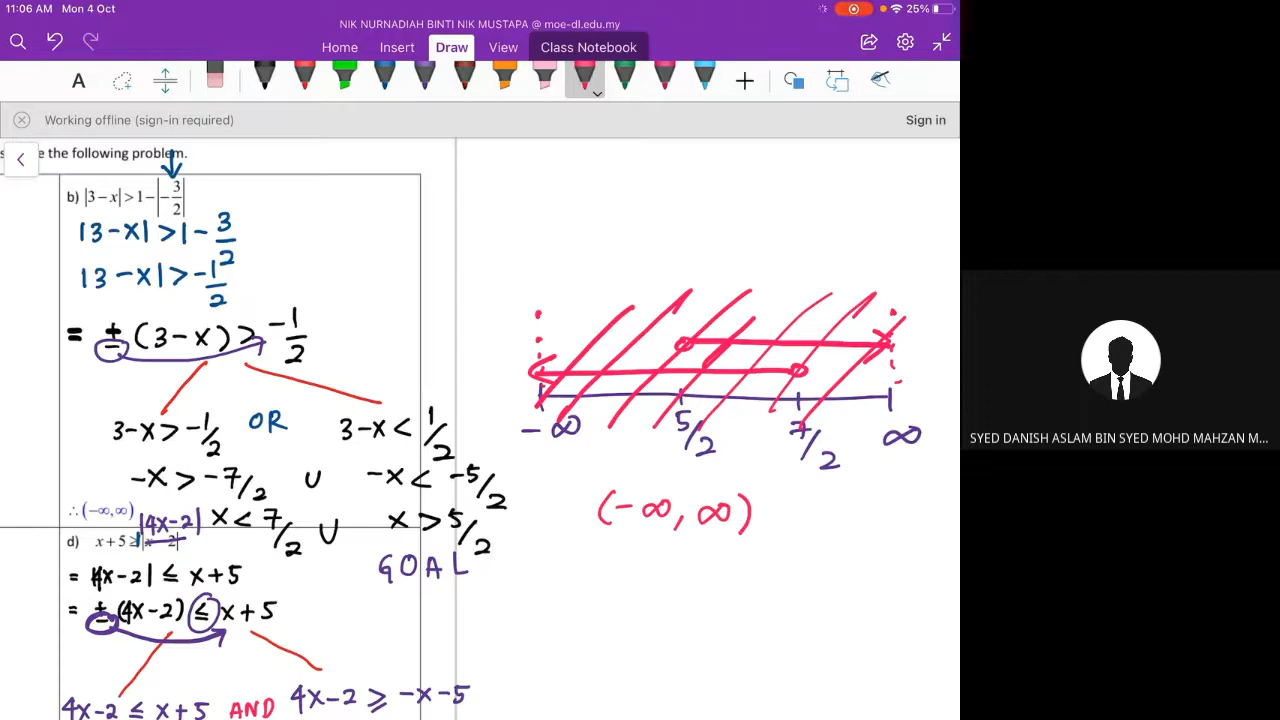 11:06 AM Mon 4 Oct
25%
NIK NURNADIAH BINTI NIK MUSTAPA @ moe-dl.edu.my
Home Insert Draw View Class Notebook
A
Working offline (sign-in required)
Sign in
e the following problem.
b) |3−x| > 1−|−3/2|
|3−x| > 1 − 3/2
|3−x| > −1/2
= ± (3−x) > −1/2
3−x > −1/2 OR 3−x < 1/2
−x > −7/2 ∪ −x < −5/2
∴ (−∞,∞)
x < 7/2 ∪ x > 5/2
|4x−2|
d) x+5 ≥
GOAL
= |4x−2| ≤ x+5
= ± (4x−2) ≤ x+5
4x−2 ≤ x+5 AND 4x−2 ≥ −x−5
−∞ 5/2 7/2 ∞
(−∞, ∞)
SYED DANISH ASLAM BIN SYED MOHD MAHZAN M...